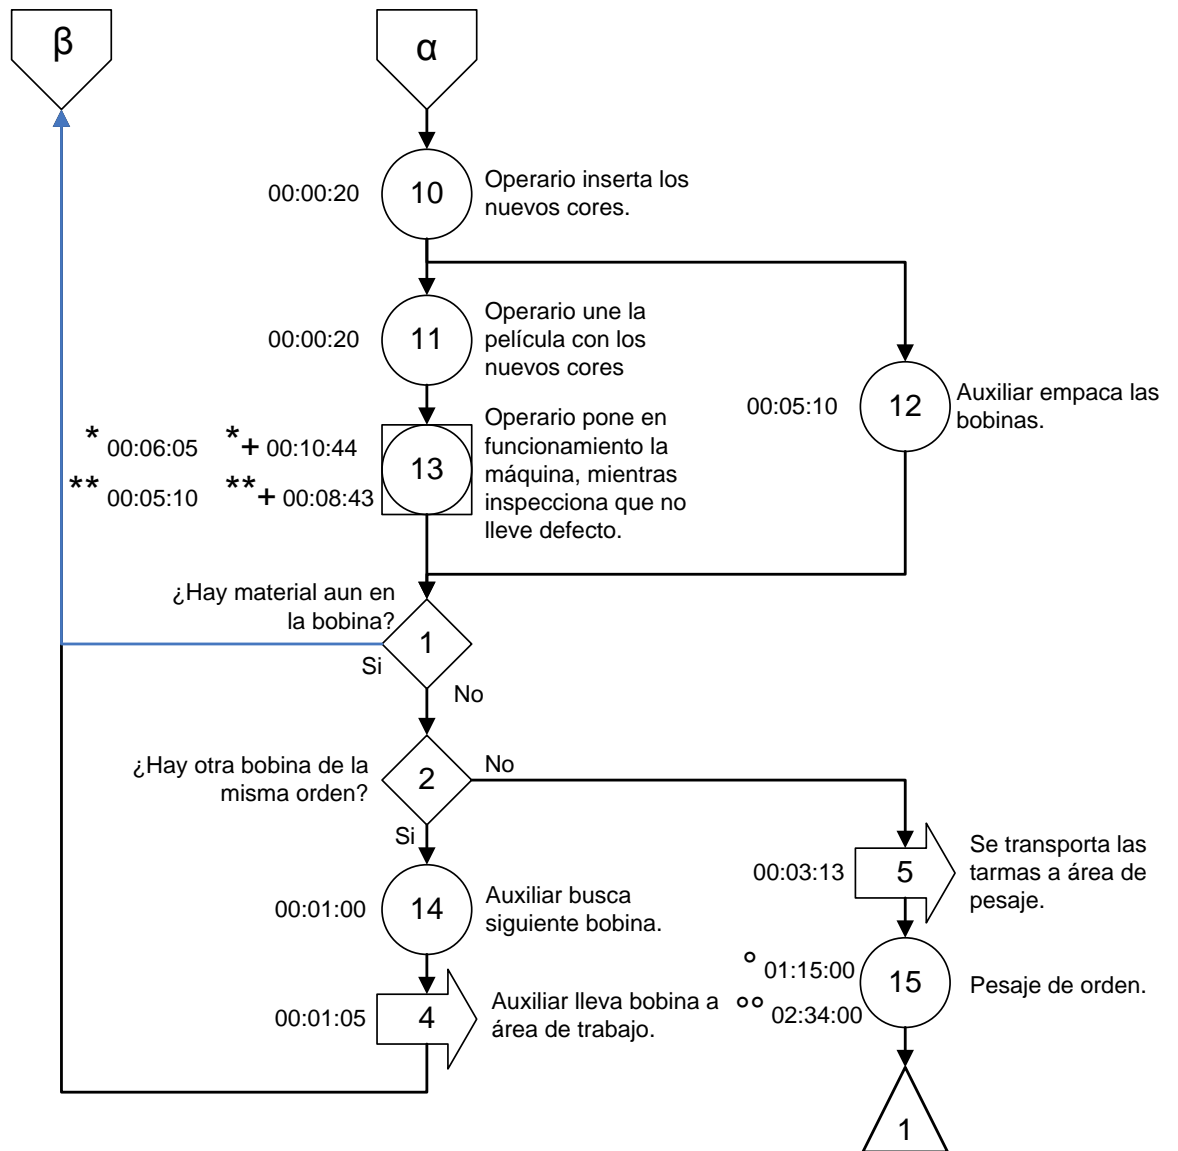 β
α
00:00:20
10
Operario inserta los
nuevos cores.
00:00:20
11
Operario une la
película con los
nuevos cores
00:05:10
12
Auxiliar empaca las
bobinas.
* 00:06:05 *+ 00:10:44
** 00:05:10 **+ 00:08:43
13
Operario pone en
funcionamiento la
máquina, mientras
inspecciona que no
lleve defecto.
¿Hay material aun en
la bobina?
1
Si
No
¿Hay otra bobina de la
misma orden?
2
No
Si
00:03:13
5
Se transporta las
tarmas a área de
pesaje.
00:01:00
14
Auxiliar busca
siguiente bobina.
° 01:15:00
°° 02:34:00
15
Pesaje de orden.
00:01:05
4
Auxiliar lleva bobina a
área de trabajo.
1